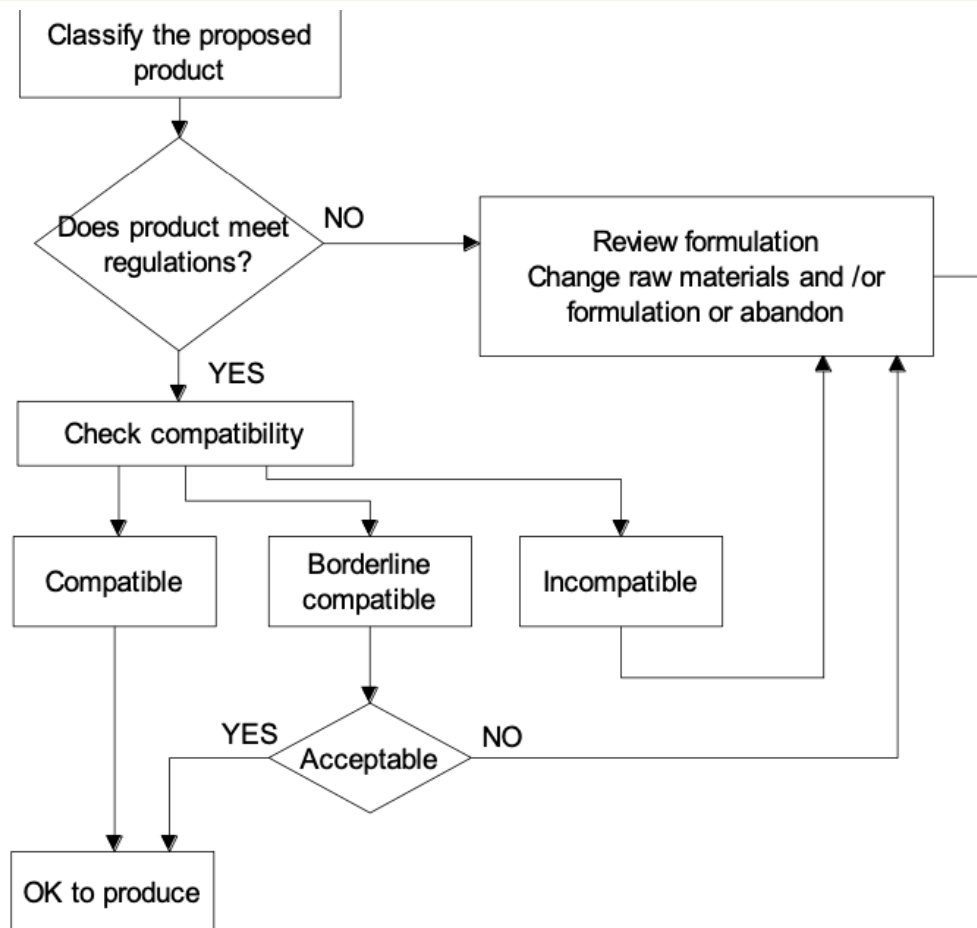 Classify the proposed
product
Does product meet
regulations?
NO
Review formulation
Change raw materials and /or
formulation or abandon
YES
Check compatibility
Compatible
Borderline
compatible
Incompatible
YES
Acceptable
NO
OK to produce